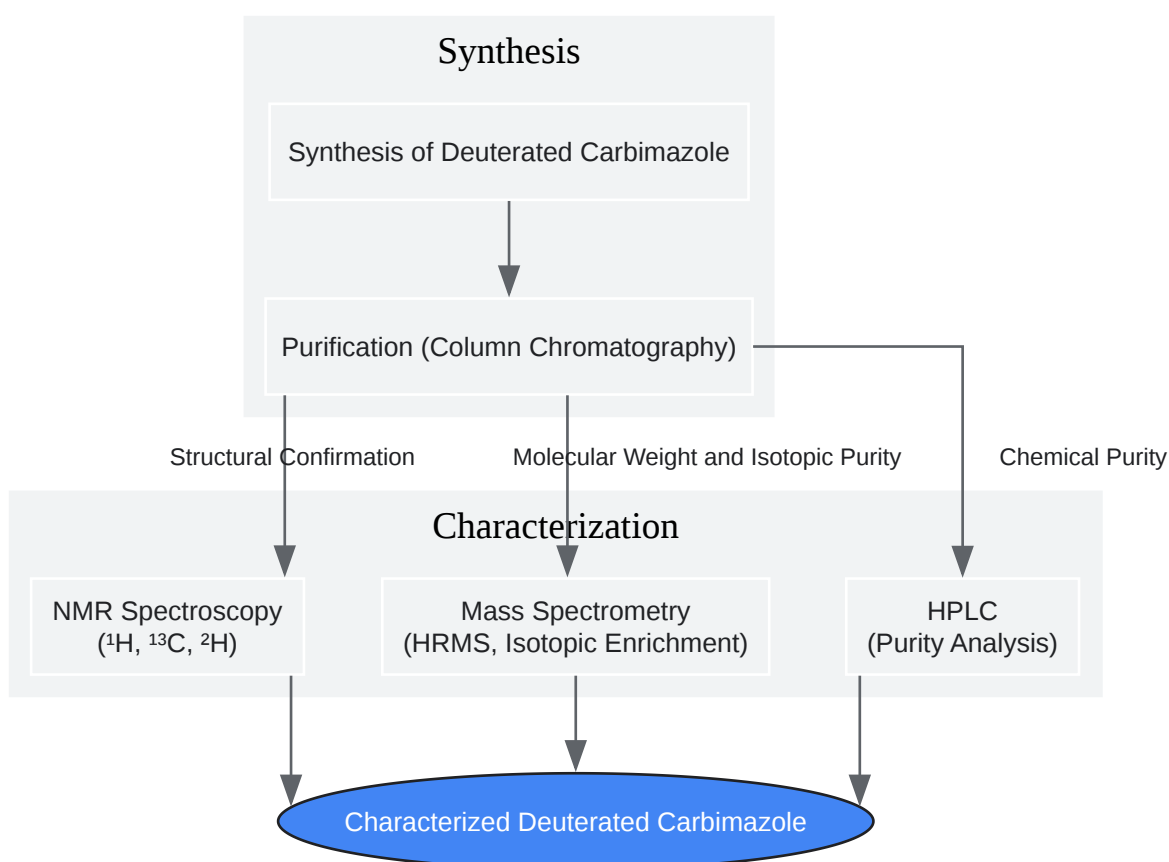 Synthesis
Synthesis of Deuterated Carbimazole
Purification (Column Chromatography)
Structural Confirmation
Molecular Weight and Isotopic Purity
Chemical Purity
Characterization
NMR Spectroscopy
(¹H, ¹³C, ²H)
Mass Spectrometry
(HRMS, Isotopic Enrichment)
HPLC
(Purity Analysis)
Characterized Deuterated Carbimazole